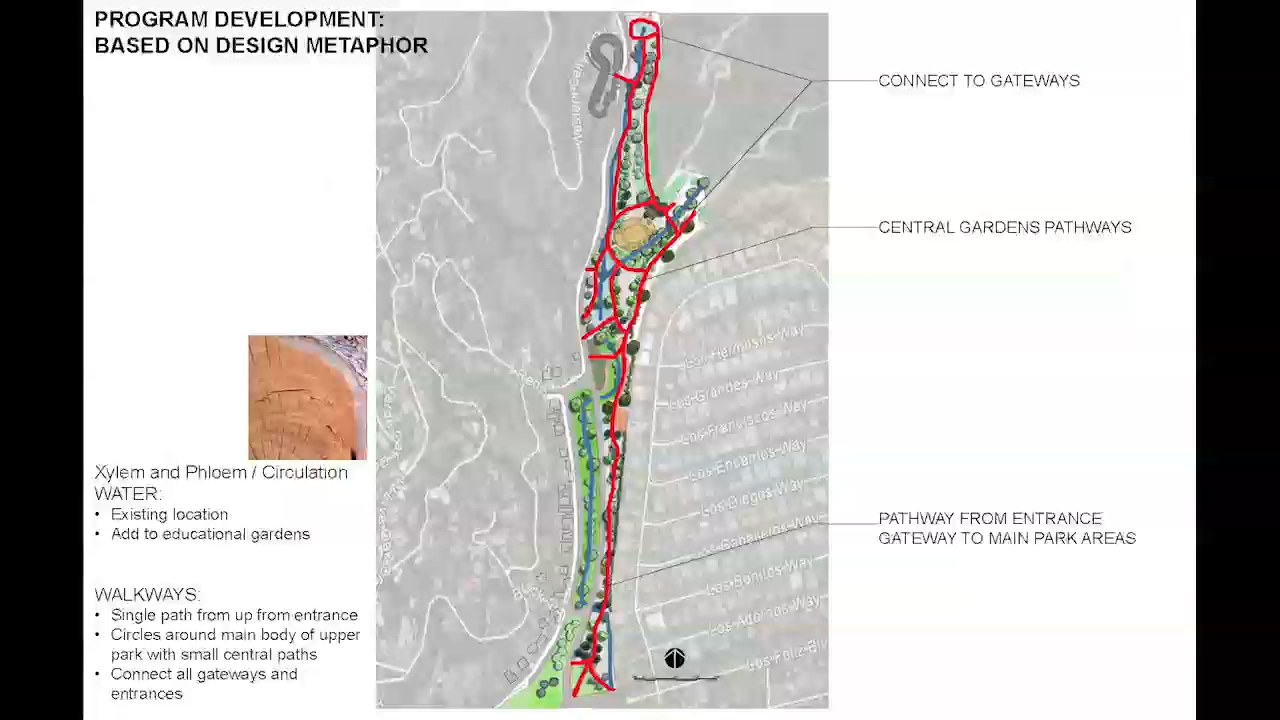 PROGRAM DEVELOPMENT:
BASED ON DESIGN METAPHOR
CONNECT TO GATEWAYS
CENTRAL GARDENS PATHWAYS
Los Hermosos Way
Los Grandes Way
Los Franciscos Way
Los Encantos Way
Los Diegos Way
Los Caballeros Way
Los Bonitos Way
Los Adornos Way
Los Feliz Blv
PATHWAY FROM ENTRANCE
GATEWAY TO MAIN PARK AREAS
Xylem and Phloem / Circulation
WATER:
• Existing location
• Add to educational gardens
WALKWAYS:
• Single path from up from entrance
• Circles around main body of upper
park with small central paths
• Connect all gateways and
entrances